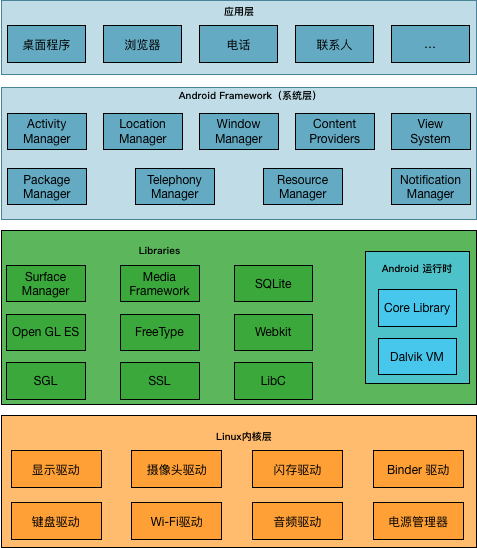 应用层
桌面程序
浏览器
电话
联系人
...
Android Framework（系统层）
Activity
Manager
Location
Manager
Window
Manager
Content
Providers
View
System
Package
Manager
Telephony
Manager
Resource
Manager
Notification
Manager
Libraries
Surface
Manager
Media
Framework
SQLite
Open GL ES
FreeType
Webkit
SGL
SSL
LibC
Android 运行时
Core Library
Dalvik VM
Linux内核层
显示驱动
摄像头驱动
闪存驱动
Binder 驱动
键盘驱动
Wi-Fi驱动
音频驱动
电源管理器